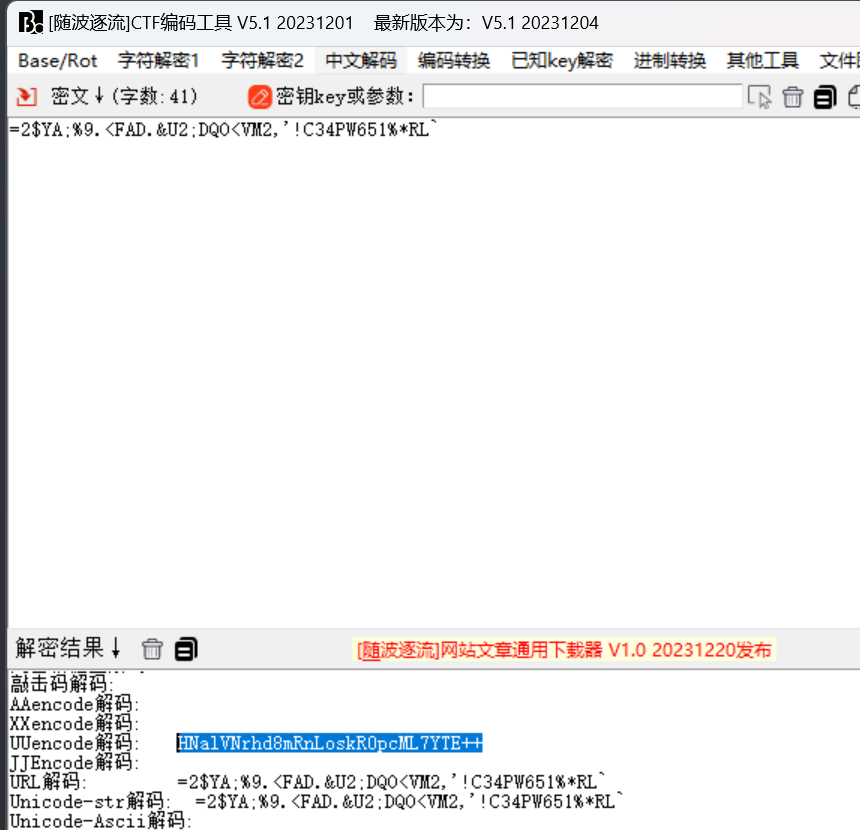 [随波逐流]CTF编码工具 V5.1 20231201 最新版本为：V5.1 20231204
Base/Rot 字符解密1 字符解密2 中文解码 编码转换 已知key解密 进制转换 其他工具
密文↓(字数:41) 密钥key或参数:
=2$YA;%9.<FAD.&U2;DQO<VM2,'!C34PW651%*RL`
解密结果↓ [随波逐流]网站文章通用下载器 V1.0 20231220发布
敲击码解码:
AAencode解码:
XXencode解码:
UUencode解码: HNalVNrhd8mRnLoskR0pcML7YTE++
JJEncode解码:
URL解码: =2$YA;%9.<FAD.&U2;DQO<VM2,'!C34PW651%*RL`
Unicode-str解码: =2$YA;%9.<FAD.&U2;DQO<VM2,'!C34PW651%*RL`
Unicode-Ascii解码: